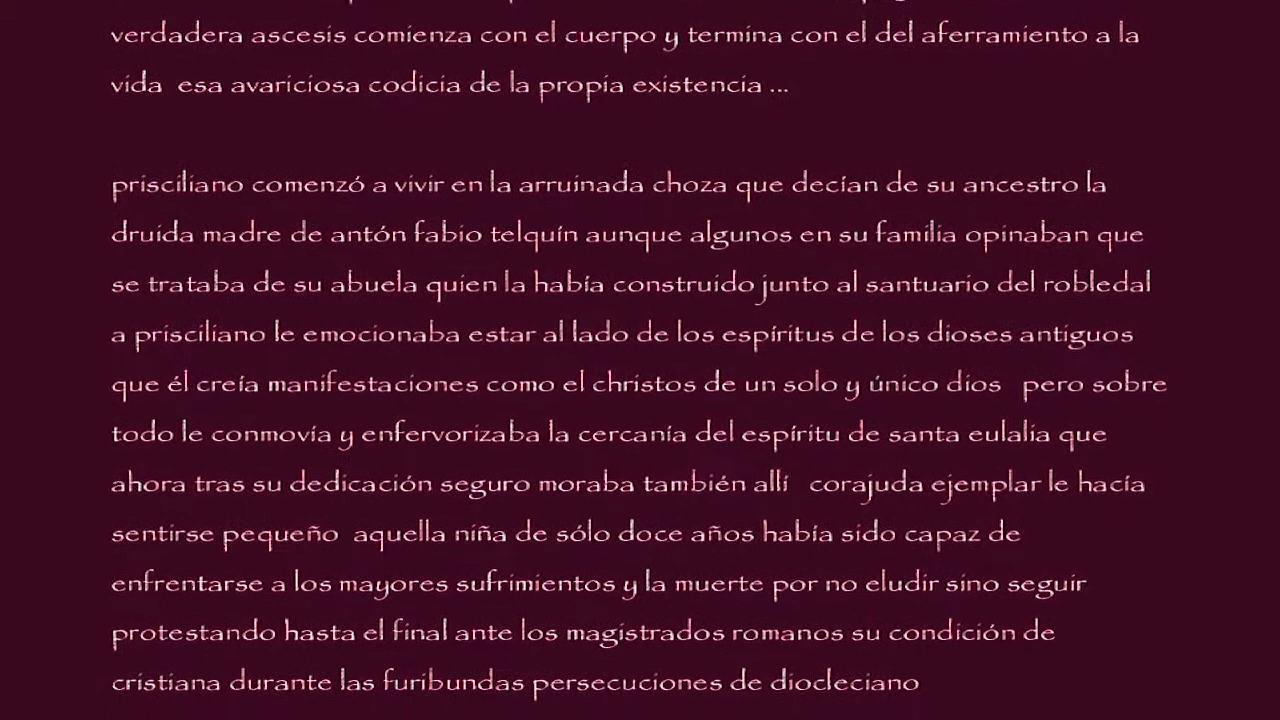 verdadera ascesis comienza con el cuerpo y termina con el del aferramiento a la
vida esa avariciosa codicia de la propia existencia ...
prisciliano comenzó a vivir en la arruinada choza que decían de su ancestro la
druida madre de antón fabio telquín aunque algunos en su familia opinaban que
se trataba de su abuela quien la había construido junto al santuario del robledal
a prisciliano le emocionaba estar al lado de los espíritus de los dioses antiguos
que él creía manifestaciones como el christos de un solo y único dios pero sobre
todo le conmovía y enfervorizaba la cercanía del espíritu de santa eulalia que
ahora tras su dedicación seguro moraba también allí corajuda ejemplar le hacía
sentirse pequeño aquella niña de sólo doce años había sido capaz de
enfrentarse a los mayores sufrimientos y la muerte por no eludir sino seguir
protestando hasta el final ante los magistrados romanos su condición de
cristiana durante las furibundas persecuciones de diocleciano